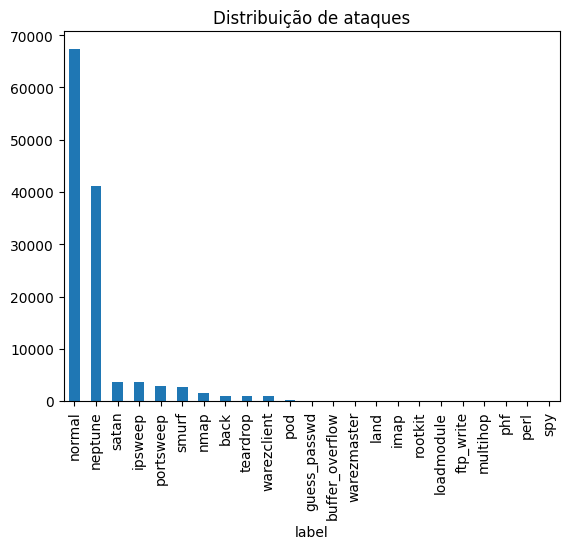 Distribuição de ataques
70000
60000
50000
40000
30000
20000
10000
0
normal
neptune
satan
ipsweep
portsweep
smurf
nmap
back
teardrop
warezclient
pod
guess_passwd
buffer_overflow
warezmaster
land
imap
rootkit
loadmodule
ftp_write
multihop
phf
perl
spy
label